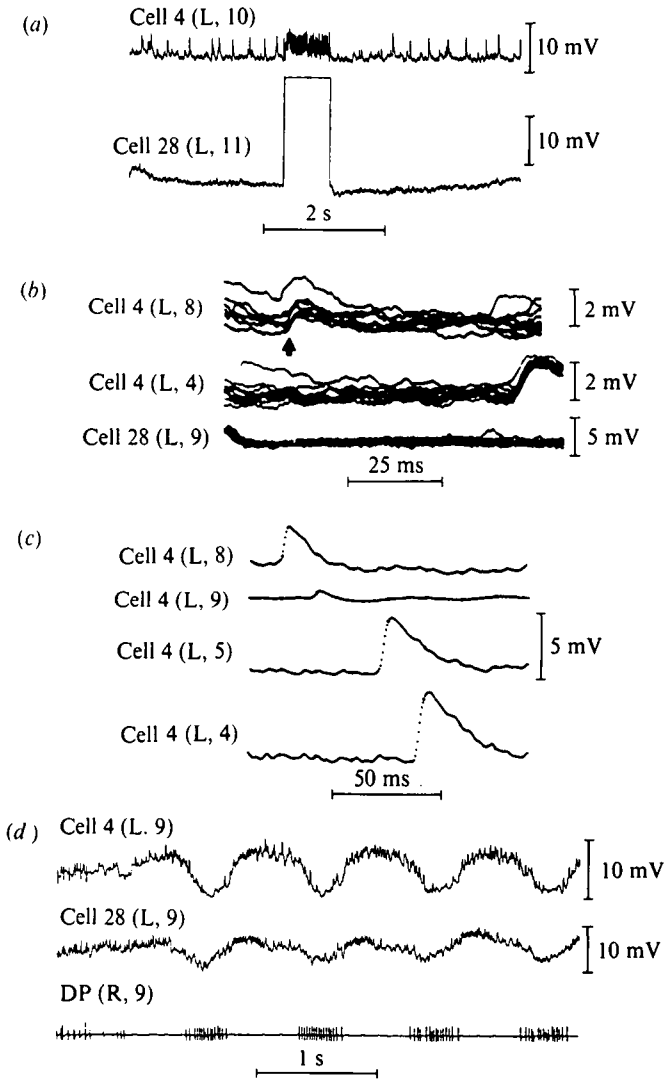 (a)
Cell 4 (L, 10)
10 mV
10 mV
Cell 28 (L, 11)
2 s
(b)
Cell 4 (L, 8)
2 mV
Cell 4 (L, 4)
2 mV
Cell 28 (L, 9)
5 mV
25 ms
(c)
Cell 4 (L, 8)
Cell 4 (L, 9)
Cell 4 (L, 5)
5 mV
Cell 4 (L, 4)
50 ms
(d)
Cell 4 (L. 9)
10 mV
Cell 28 (L, 9)
10 mV
DP (R, 9)
1 s